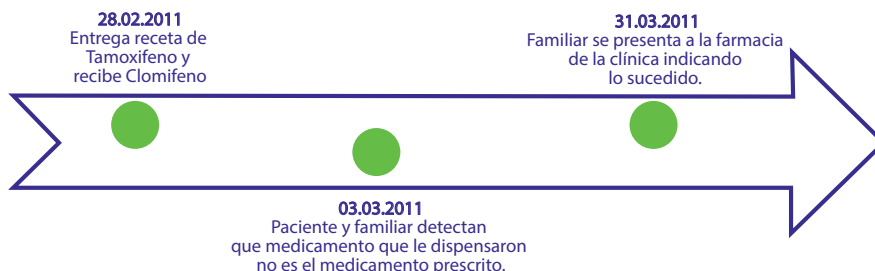 28.02.2011
Entrega receta de
Tamoxifeno y
recibe Clomifeno
31.03.2011
Familiar se presenta a la farmacia
de la clínica indicando
lo sucedido.
03.03.2011
Paciente y familiar detectan
que medicamento que le dispensaron
no es el medicamento prescrito.